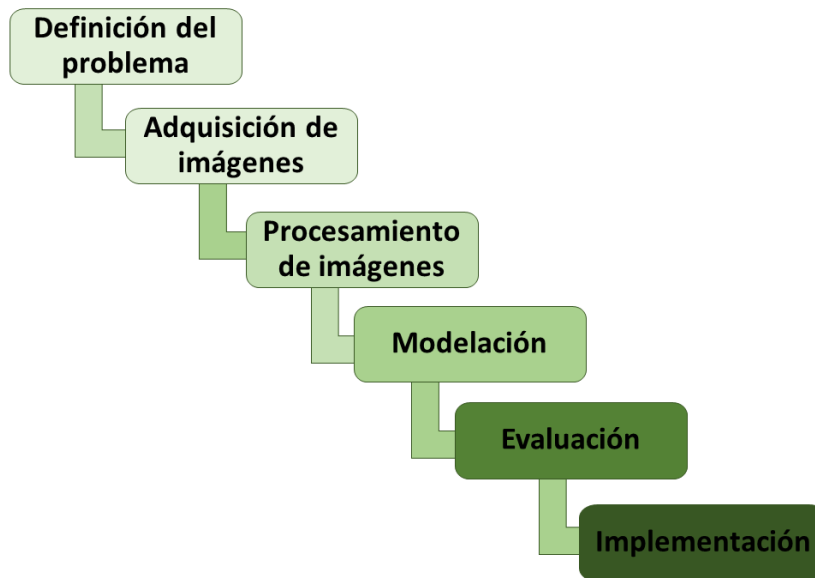 Definición del
problema
Adquisición de
imágenes
Procesamiento
de imágenes
Modelación
Evaluación
Implementación